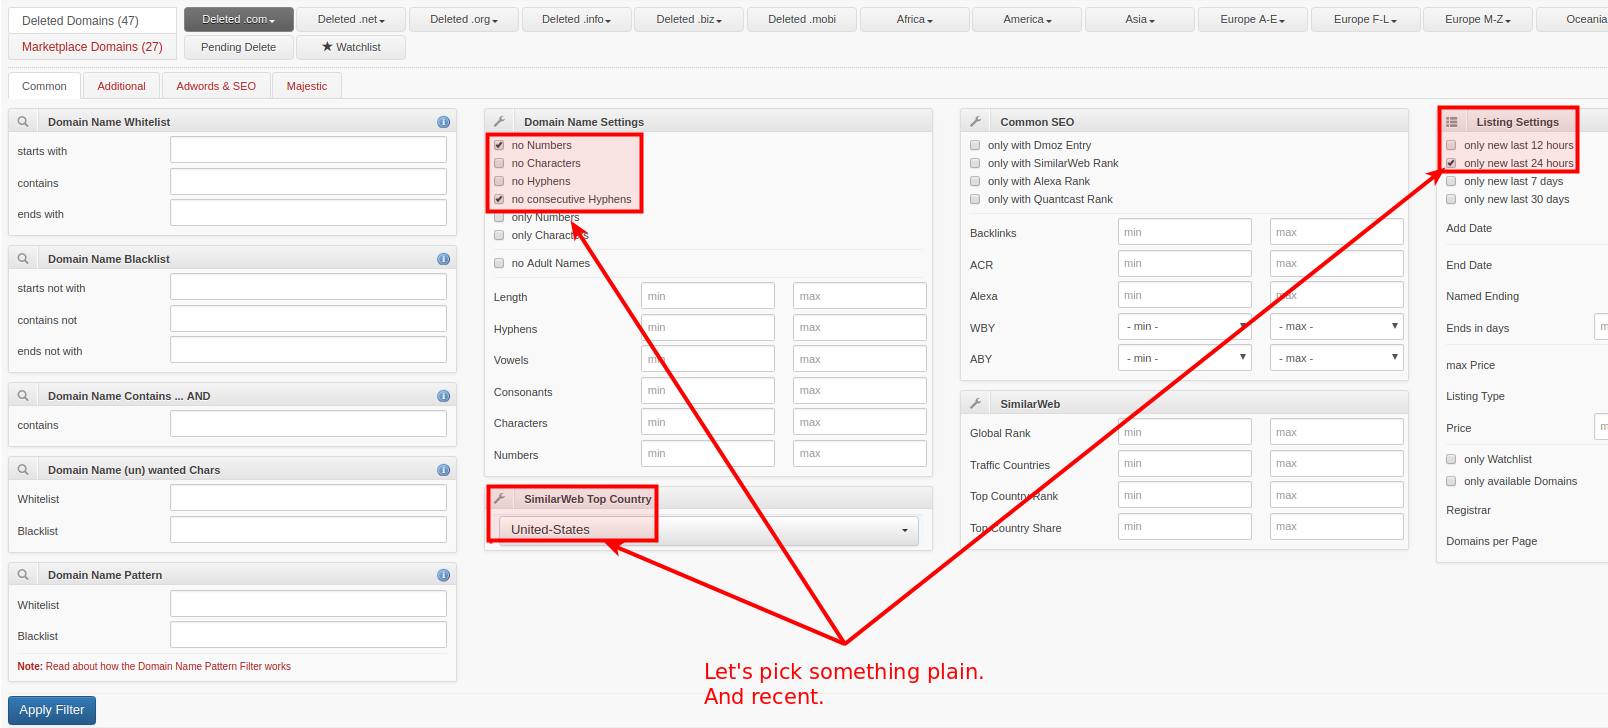 Deleted Domains (47)
Deleted .com
Deleted .net
Deleted .org
Deleted .info
Deleted .biz
Deleted .mobi
Africa
America
Asia
Europe A-E
Europe F-L
Europe M-Z
Oceania
Marketplace Domains (27)
Pending Delete
★ Watchlist
Common
Additional
Adwords & SEO
Majestic
Domain Name Whitelist
starts with
contains
ends with
Domain Name Blacklist
starts not with
contains not
ends not with
Domain Name Contains ... AND
contains
Domain Name (un) wanted Chars
Whitelist
Blacklist
Domain Name Pattern
Whitelist
Blacklist
Note: Read about how the Domain Name Pattern Filter works
Apply Filter
Domain Name Settings
no Numbers
no Characters
no Hyphens
no consecutive Hyphens
only Numbers
only Characters
no Adult Names
Length min max
Hyphens min max
Vowels min max
Consonants min max
Characters min max
Numbers min max
SimilarWeb Top Country
United-States
Common SEO
only with Dmoz Entry
only with SimilarWeb Rank
only with Alexa Rank
only with Quantcast Rank
Backlinks min max
ACR min max
Alexa min max
WBY - min - - max -
ABY - min - - max -
SimilarWeb
Global Rank min max
Traffic Countries min max
Top Country Rank min max
Top Country Share min max
Listing Settings
only new last 12 hours
only new last 24 hours
only new last 7 days
only new last 30 days
Add Date
End Date
Named Ending
Ends in days
max Price
Listing Type
Price
only Watchlist
only available Domains
Registrar
Domains per Page
Let's pick something plain.
And recent.